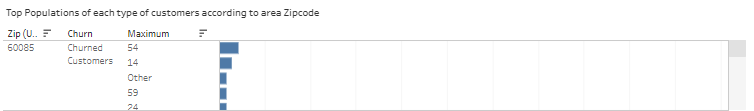 Top Populations of each type of customers according to area Zipcode
Zip (U.. Churn Maximum
60085 Churned 54
Customers 14
Other
59
24